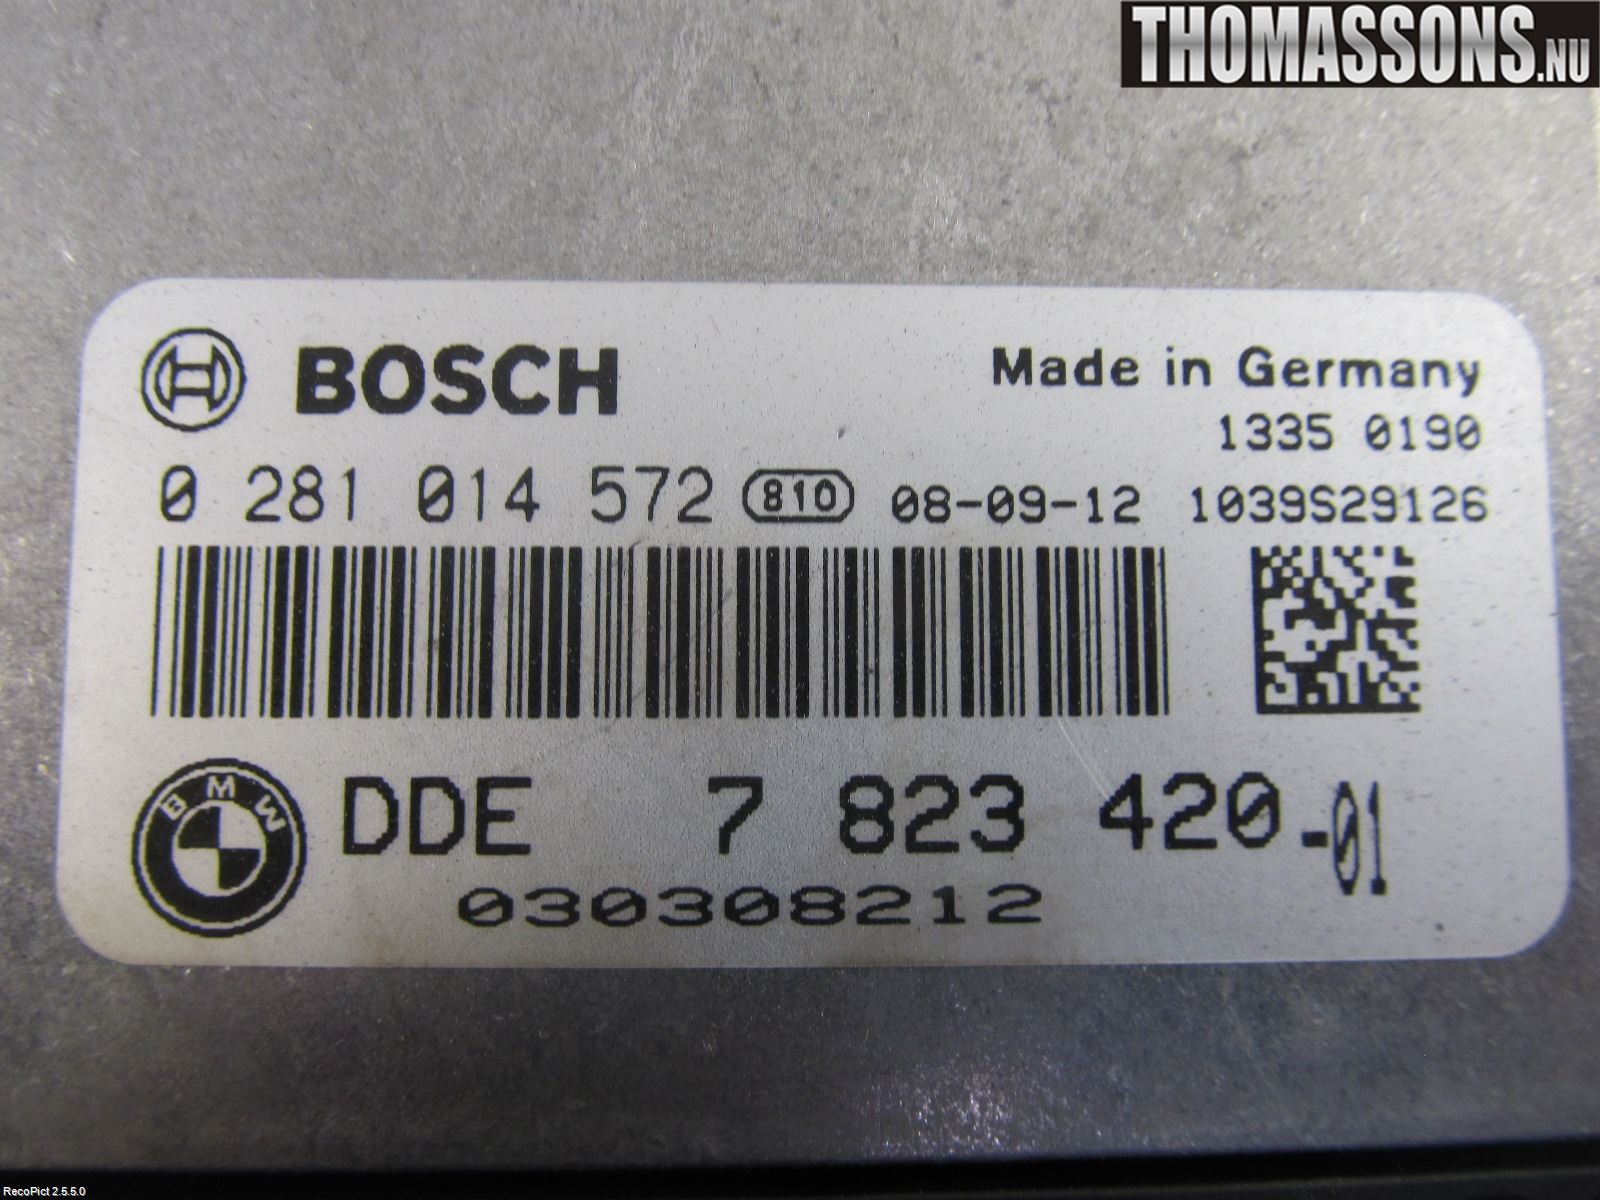 THOMASSONS.NU
BOSCH
Made in Germany
1335 0190
0 281 014 572 810 08-09-12 1039S29126
BMW
DDE 7 823 420-01
030308212
RecoPict 2.5.5.0